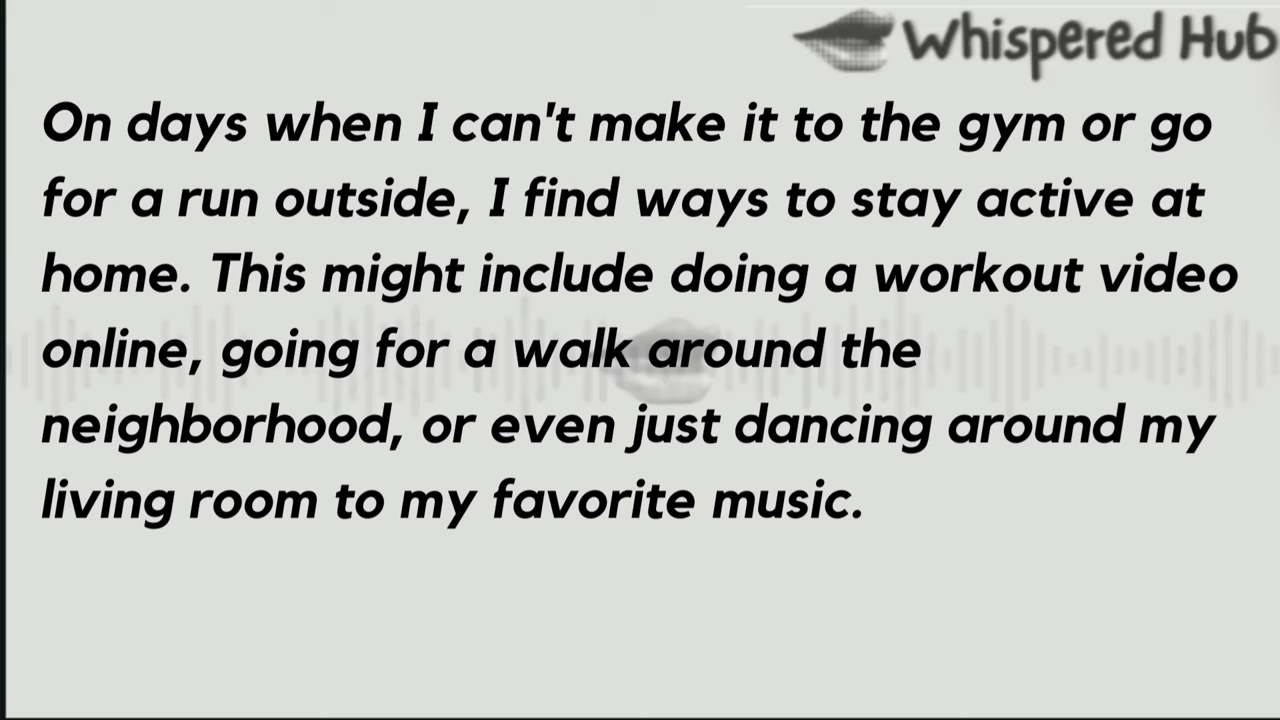 Whispered Hub
On days when I can't make it to the gym or go
for a run outside, I find ways to stay active at
home. This might include doing a workout video
online, going for a walk around the
neighborhood, or even just dancing around my
living room to my favorite music.